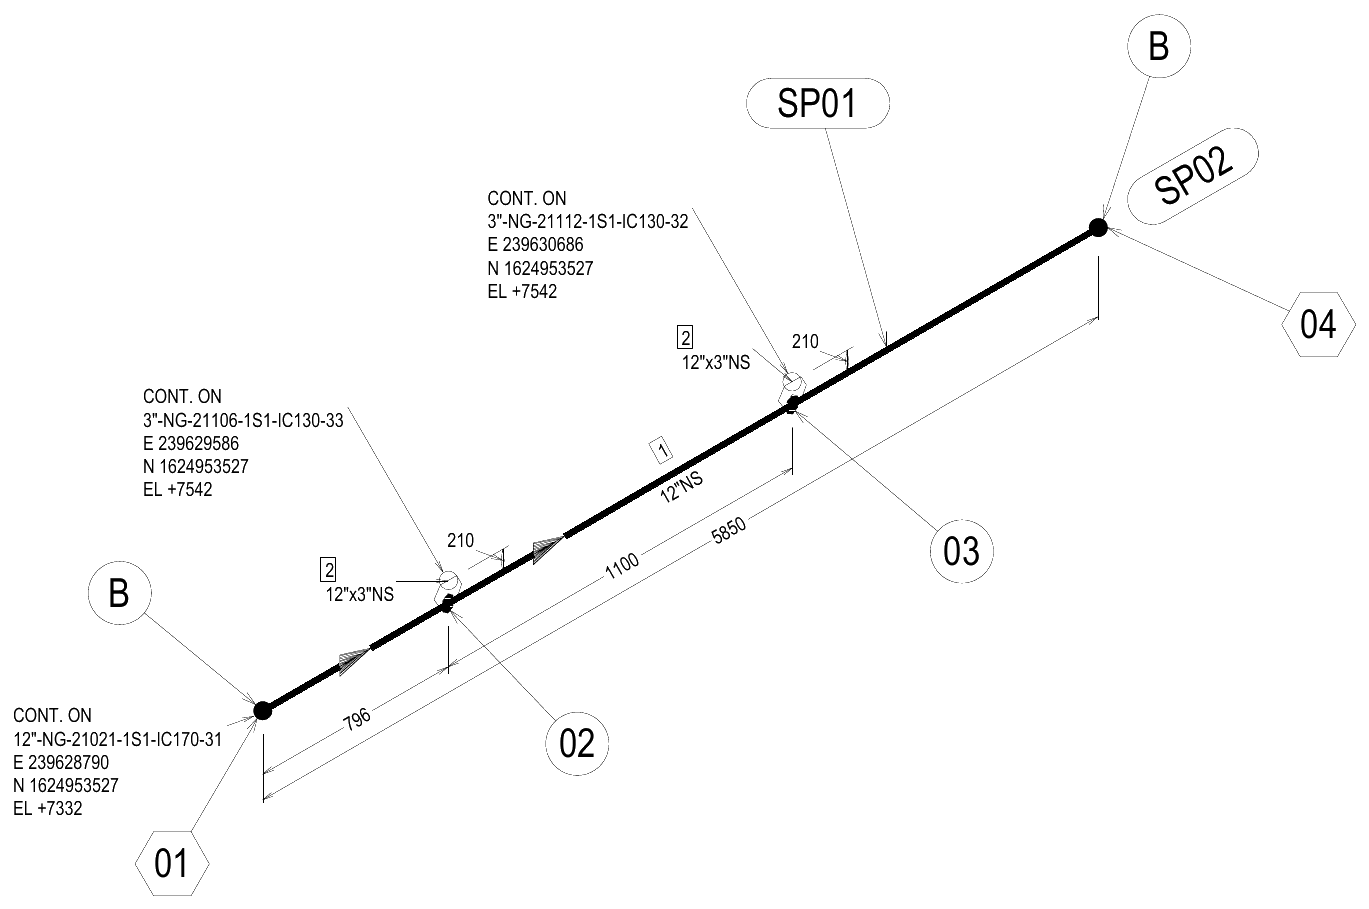 B
SP01
SP02
CONT. ON
3"-NG-21112-1S1-IC130-32
E 239630686
N 1624953527
EL +7542
04
2
12"x3"NS
210
CONT. ON
3"-NG-21106-1S1-IC130-33
E 239629586
N 1624953527
EL +7542
1
12"NS
5850
1100
03
210
2
12"x3"NS
B
796
02
CONT. ON
12"-NG-21021-1S1-IC170-31
E 239628790
N 1624953527
EL +7332
01